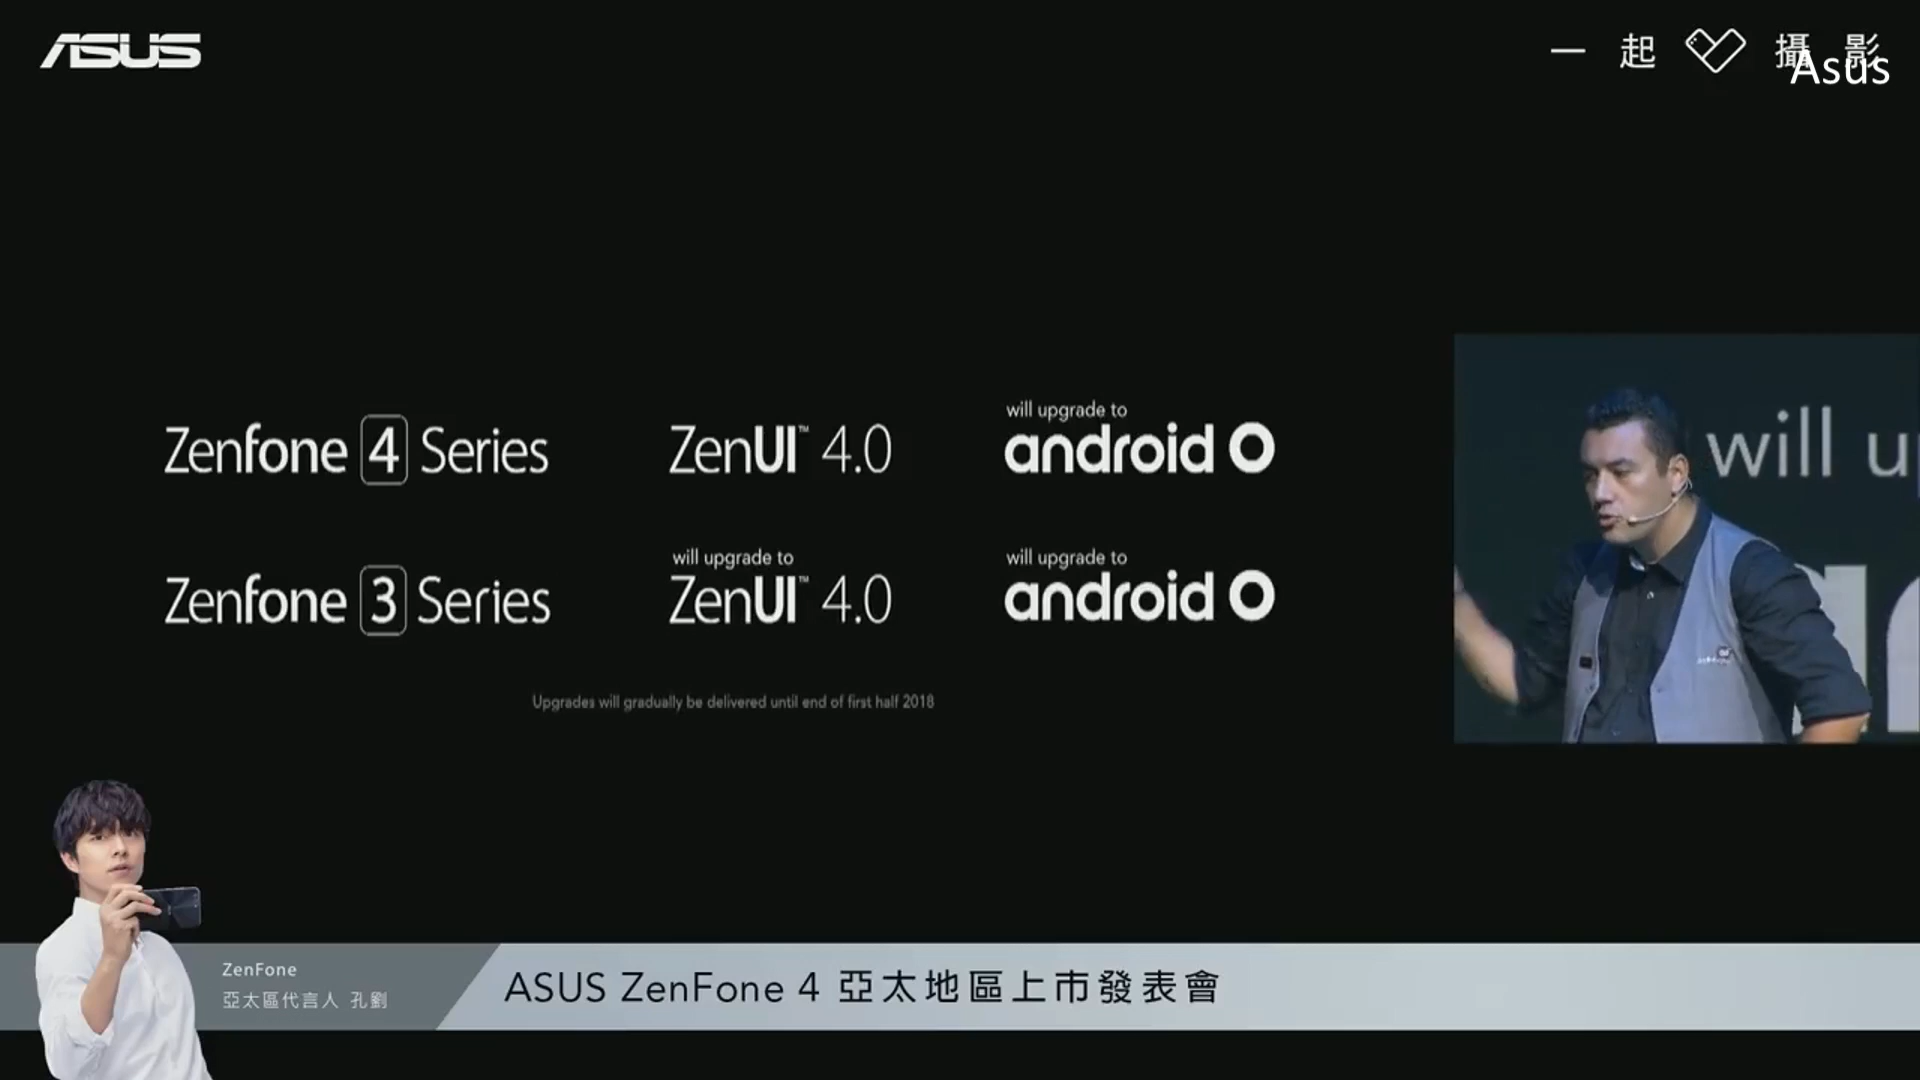 ASUS
一起 攝影
Asus
Zenfone 4 Series
ZenUI™ 4.0
will upgrade to
android O
Zenfone 3 Series
will upgrade to
ZenUI™ 4.0
will upgrade to
android O
Upgrades will gradually be delivered until end of first half 2018
will u
ZenFone
亞太區代言人 孔劉
ASUS ZenFone 4 亞太地區上市發表會